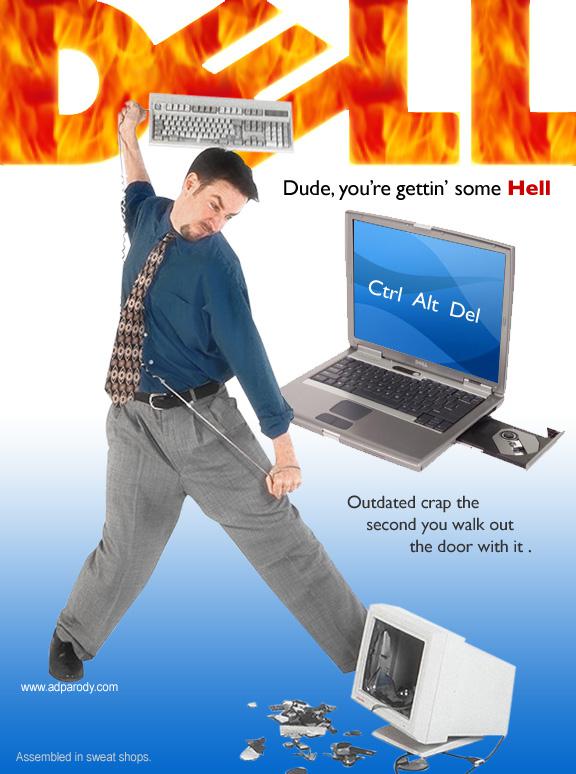 DELL
Dude, you're gettin' some Hell
Ctrl Alt Del
DELL
Outdated crap the
second you walk out
the door with it .
www.adparody.com
Assembled in sweat shops.